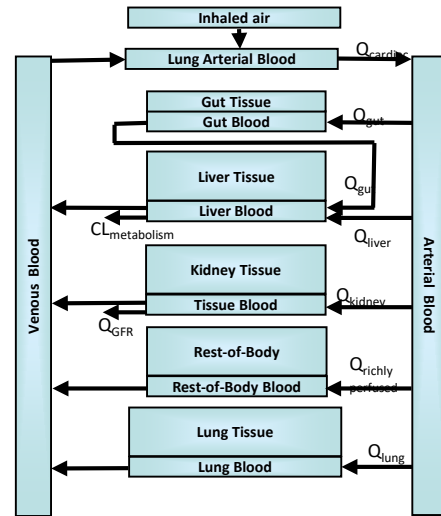 Inhaled air
Lung Arterial Blood
Qcardiac
Gut Tissue
Gut Blood
Qgut
Liver Tissue
Qgut
Liver Blood
CLmetabolism
Qliver
Kidney Tissue
Tissue Blood
Qkidney
QGFR
Rest-of-Body
Rest-of-Body Blood
Qrichly
perfused
Lung Tissue
Lung Blood
Qlung
Venous Blood
Arterial Blood